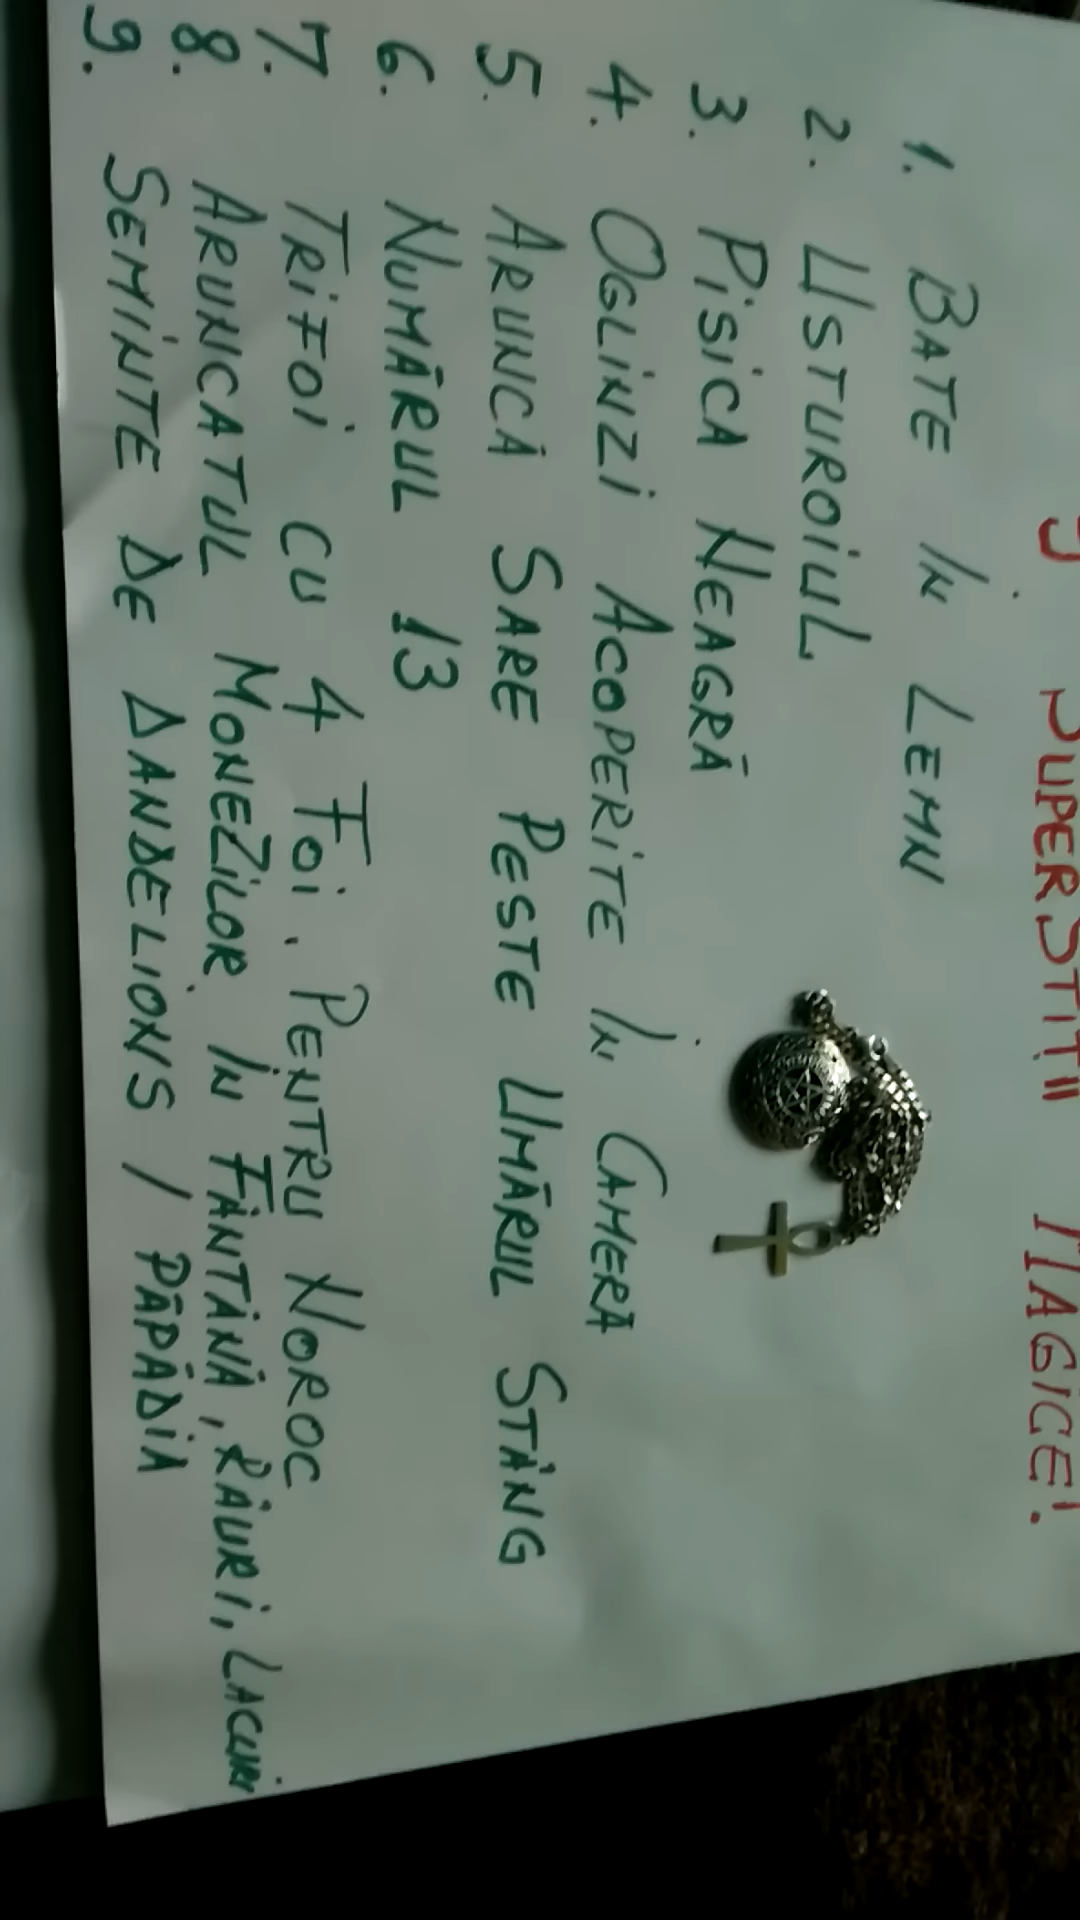 9 SUPERSTIȚII MAGICE!
1. BATE ÎN LEMN
2. USTUROIUL
3. PISICA NEAGRĂ
4. OGLINZI ACOPERITE ÎN CAMERĂ
5. ARUNCĂ SARE PESTE UMĂRUL STÂNG
6. NUMĂRUL 13
7. TRIFOI CU 4 FOI. PENTRU NOROC
8. ARUNCATUL MONEZILOR ÎN FÂNTÂNĂ, RÂURI, LACURI
9. SEMINTE DE DANDELIONS / PĂPĂDIA